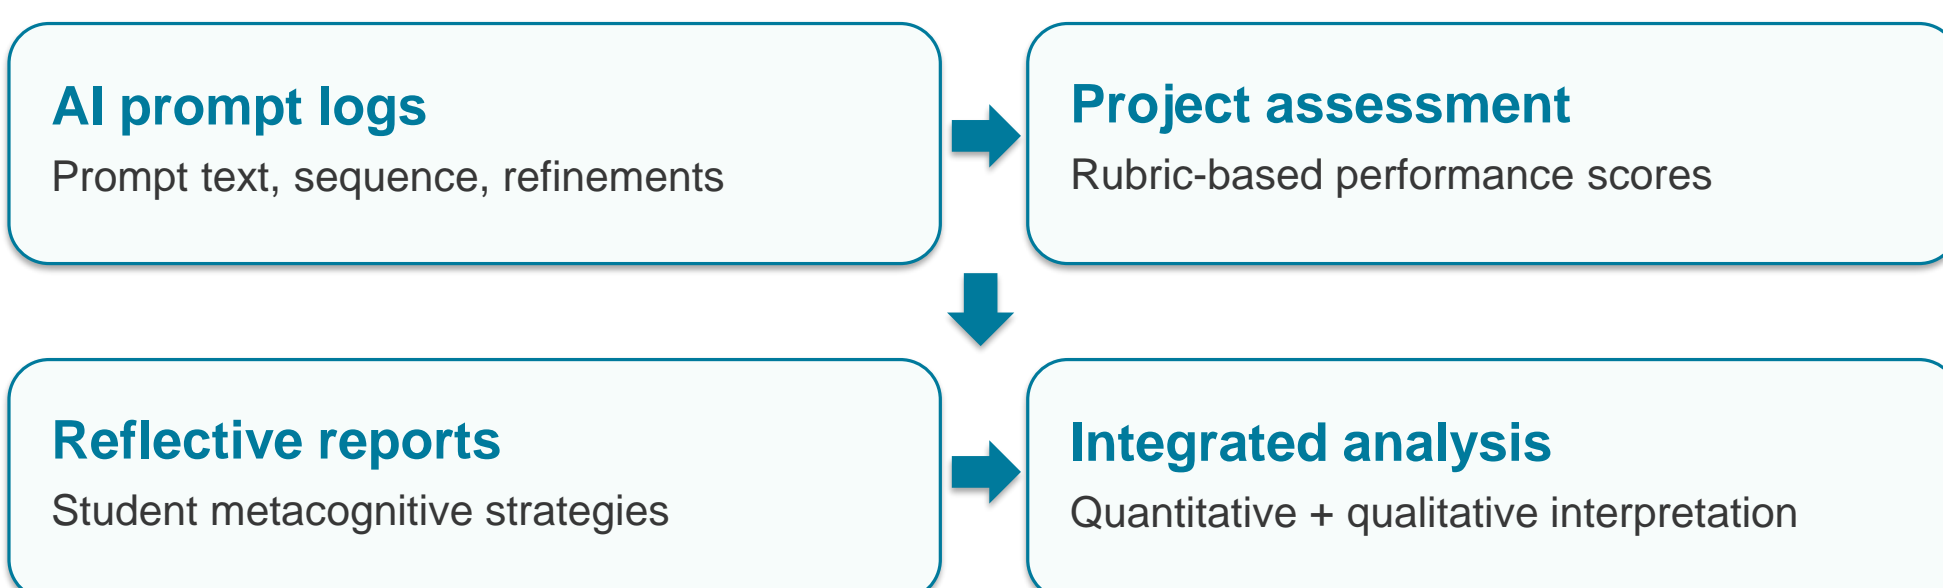 AI prompt logs
Prompt text, sequence, refinements
Project assessment
Rubric-based performance scores
Reflective reports
Student metacognitive strategies
Integrated analysis
Quantitative + qualitative interpretation